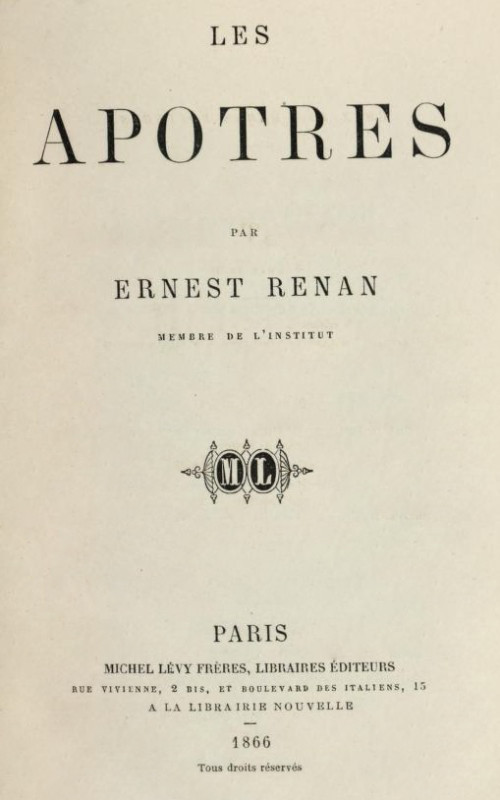 LES
APOTRES
PAR
ERNEST RENAN
MEMBRE DE L'INSTITUT
ML
PARIS
MICHEL LÉVY FRÈRES, LIBRAIRES ÉDITEURS
RUE VIVIENNE, 2 BIS, ET BOULEVARD DES ITALIENS, 15
A LA LIBRAIRIE NOUVELLE
1866
Tous droits réservés